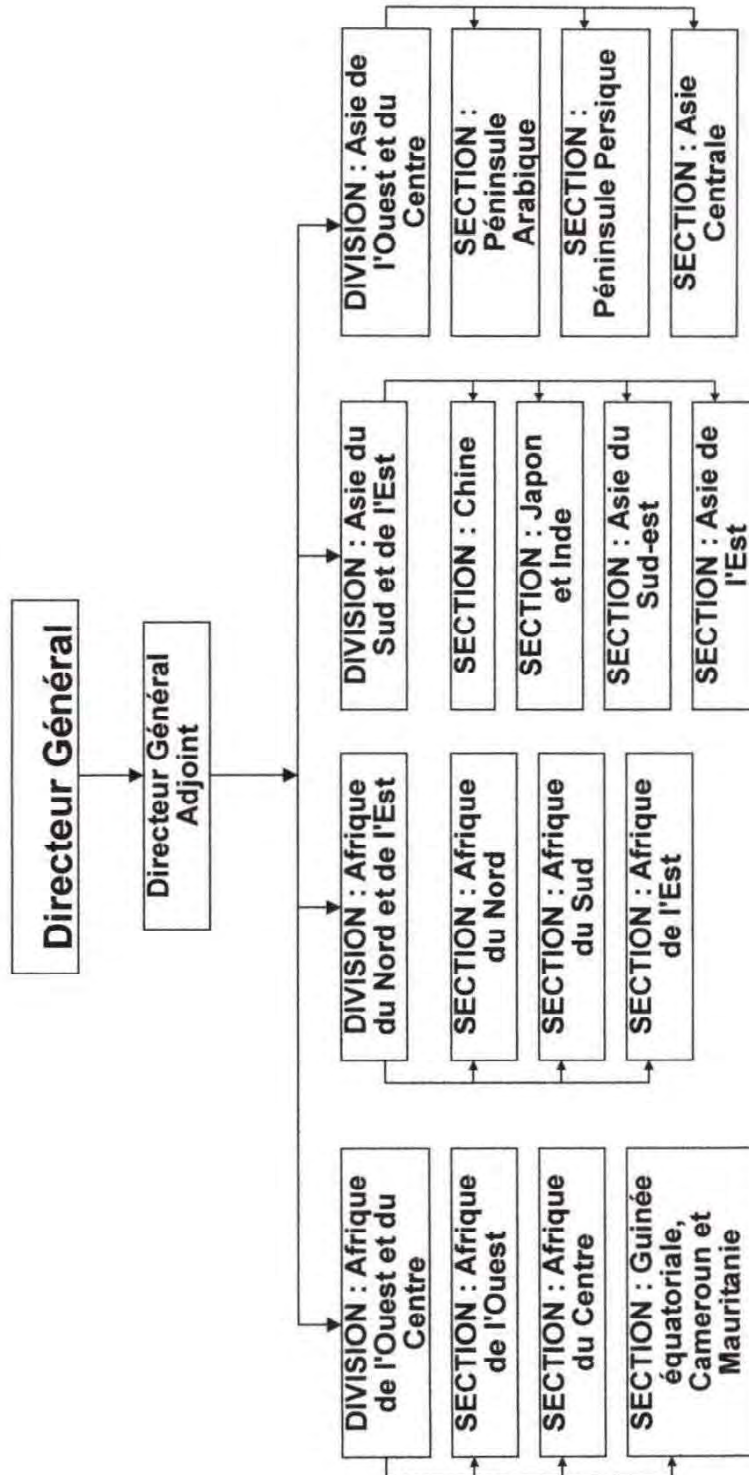 Directeur Général
Directeur Général
Adjoint
DIVISION : Afrique
de l'Ouest et du
Centre
SECTION : Afrique
de l'Ouest
SECTION : Afrique
du Centre
SECTION : Guinée
équatoriale,
Cameroun et
Mauritanie
DIVISION : Afrique
du Nord et de l'Est
SECTION : Afrique
du Nord
SECTION : Afrique
du Sud
SECTION : Afrique
de l'Est
DIVISION : Asie du
Sud et de l'Est
SECTION : Chine
SECTION : Japon
et Inde
SECTION : Asie du
Sud-est
SECTION : Asie de
l'Est
DIVISION : Asie de
l'Ouest et du
Centre
SECTION :
Péninsule
Arabique
SECTION :
Péninsule Persique
SECTION : Asie
Centrale